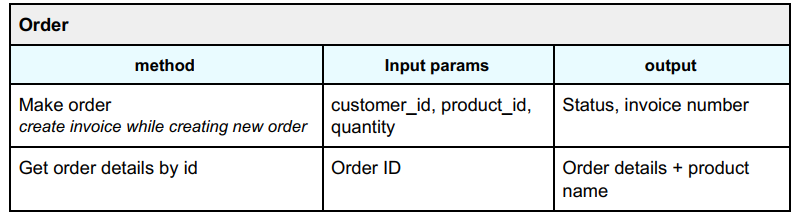 Order
method
Input params
output
Make order
create invoice while creating new order
customer_id, product_id,
quantity
Status, invoice number
Get order details by id
Order ID
Order details + product
name